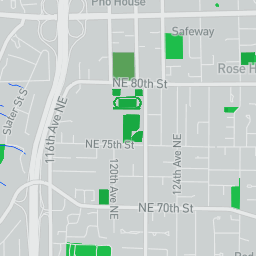 Pho House
Safeway
Rose H
NE 80th St
Slater St S
116th Ave NE
NE 75th St
120th Ave NE
124th Ave NE
NE 70th St